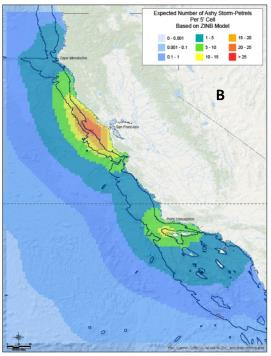 Expected Number of Ashy Storm-Petrels
Per 5' Cell
Based on ZINB Model
0 - 0.001
0.001 - 0.1
0.1 - 1
1 - 5
5 - 10
10 - 15
15 - 20
20 - 25
> 25
B
Cape Mendocino
San Francisco
Point Conception